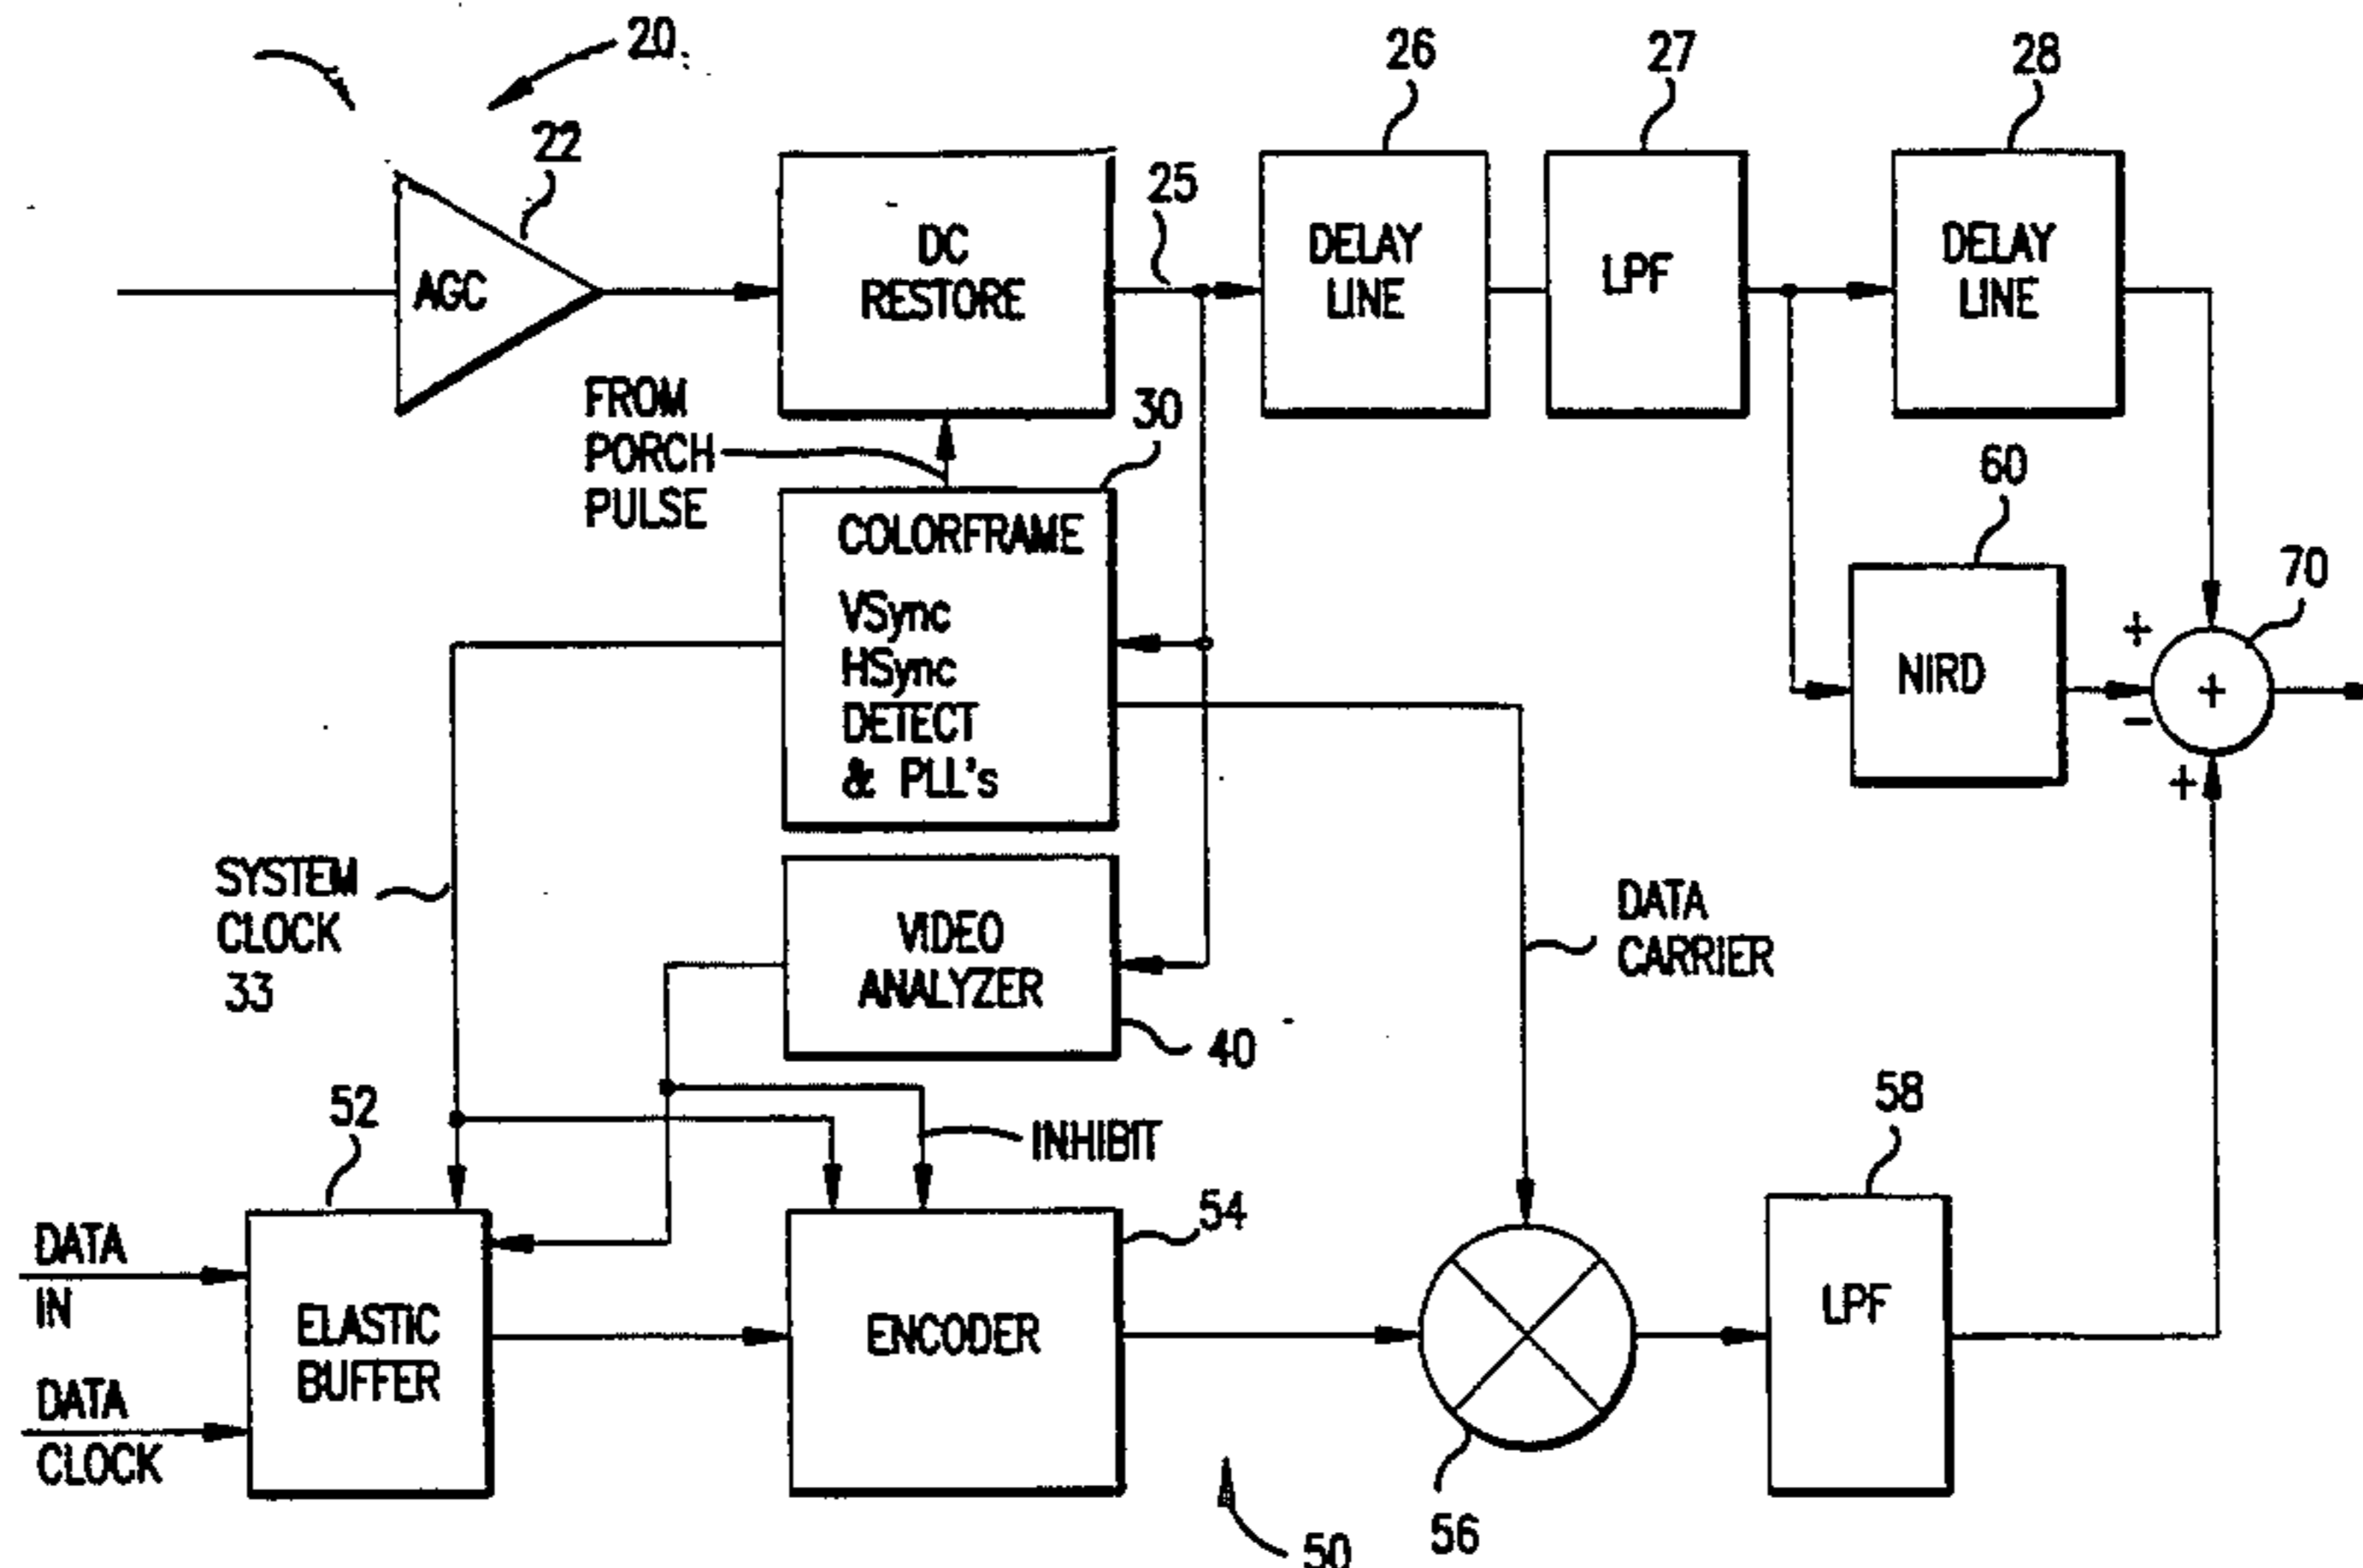 20
22
26
27
28
AGC
DC
RESTORE
25
DELAY
LINE
LPF
DELAY
LINE
FROM
PORCH
PULSE
30
60
70
COLORFRAME
VSync
HSync
DETECT
& PLL's
NIRD
+
+
−
+
SYSTEM
CLOCK
33
VIDEO
ANALYZER
40
DATA
CARRIER
52
INHIBIT
54
58
DATA
IN
DATA
CLOCK
ELASTIC
BUFFER
ENCODER
LPF
56
50